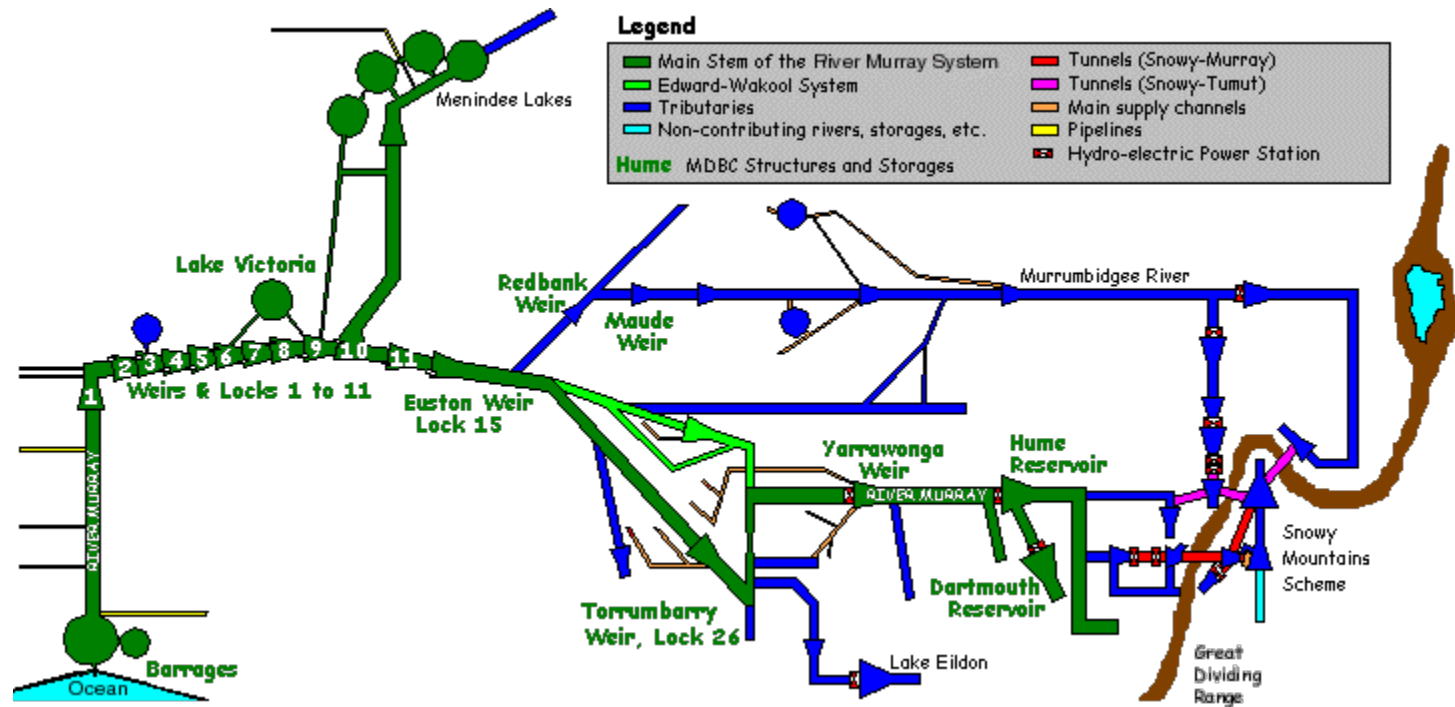 Legend
Main Stem of the River Murray System
Edward-Wakool System
Tributaries
Non-contributing rivers, storages, etc.
Hume MDBC Structures and Storages
Tunnels (Snowy-Murray)
Tunnels (Snowy-Tumut)
Main supply channels
Pipelines
Hydro-electric Power Station
Menindee Lakes
Lake Victoria
Redbank
Weir
Maude
Weir
Murrumbidgee River
1 2 3 4 5 6 7 8 9 10 11
Weirs & Locks 1 to 11
Euston Weir
Lock 15
Yarrawonga
Weir
Hume
Reservoir
RIVER MURRAY
RIVER MURRAY
Snowy
Mountains
Scheme
Dartmouth
Reservoir
Torrumbarry
Weir, Lock 26
Lake Eildon
Great
Dividing
Range
Barrages
Ocean